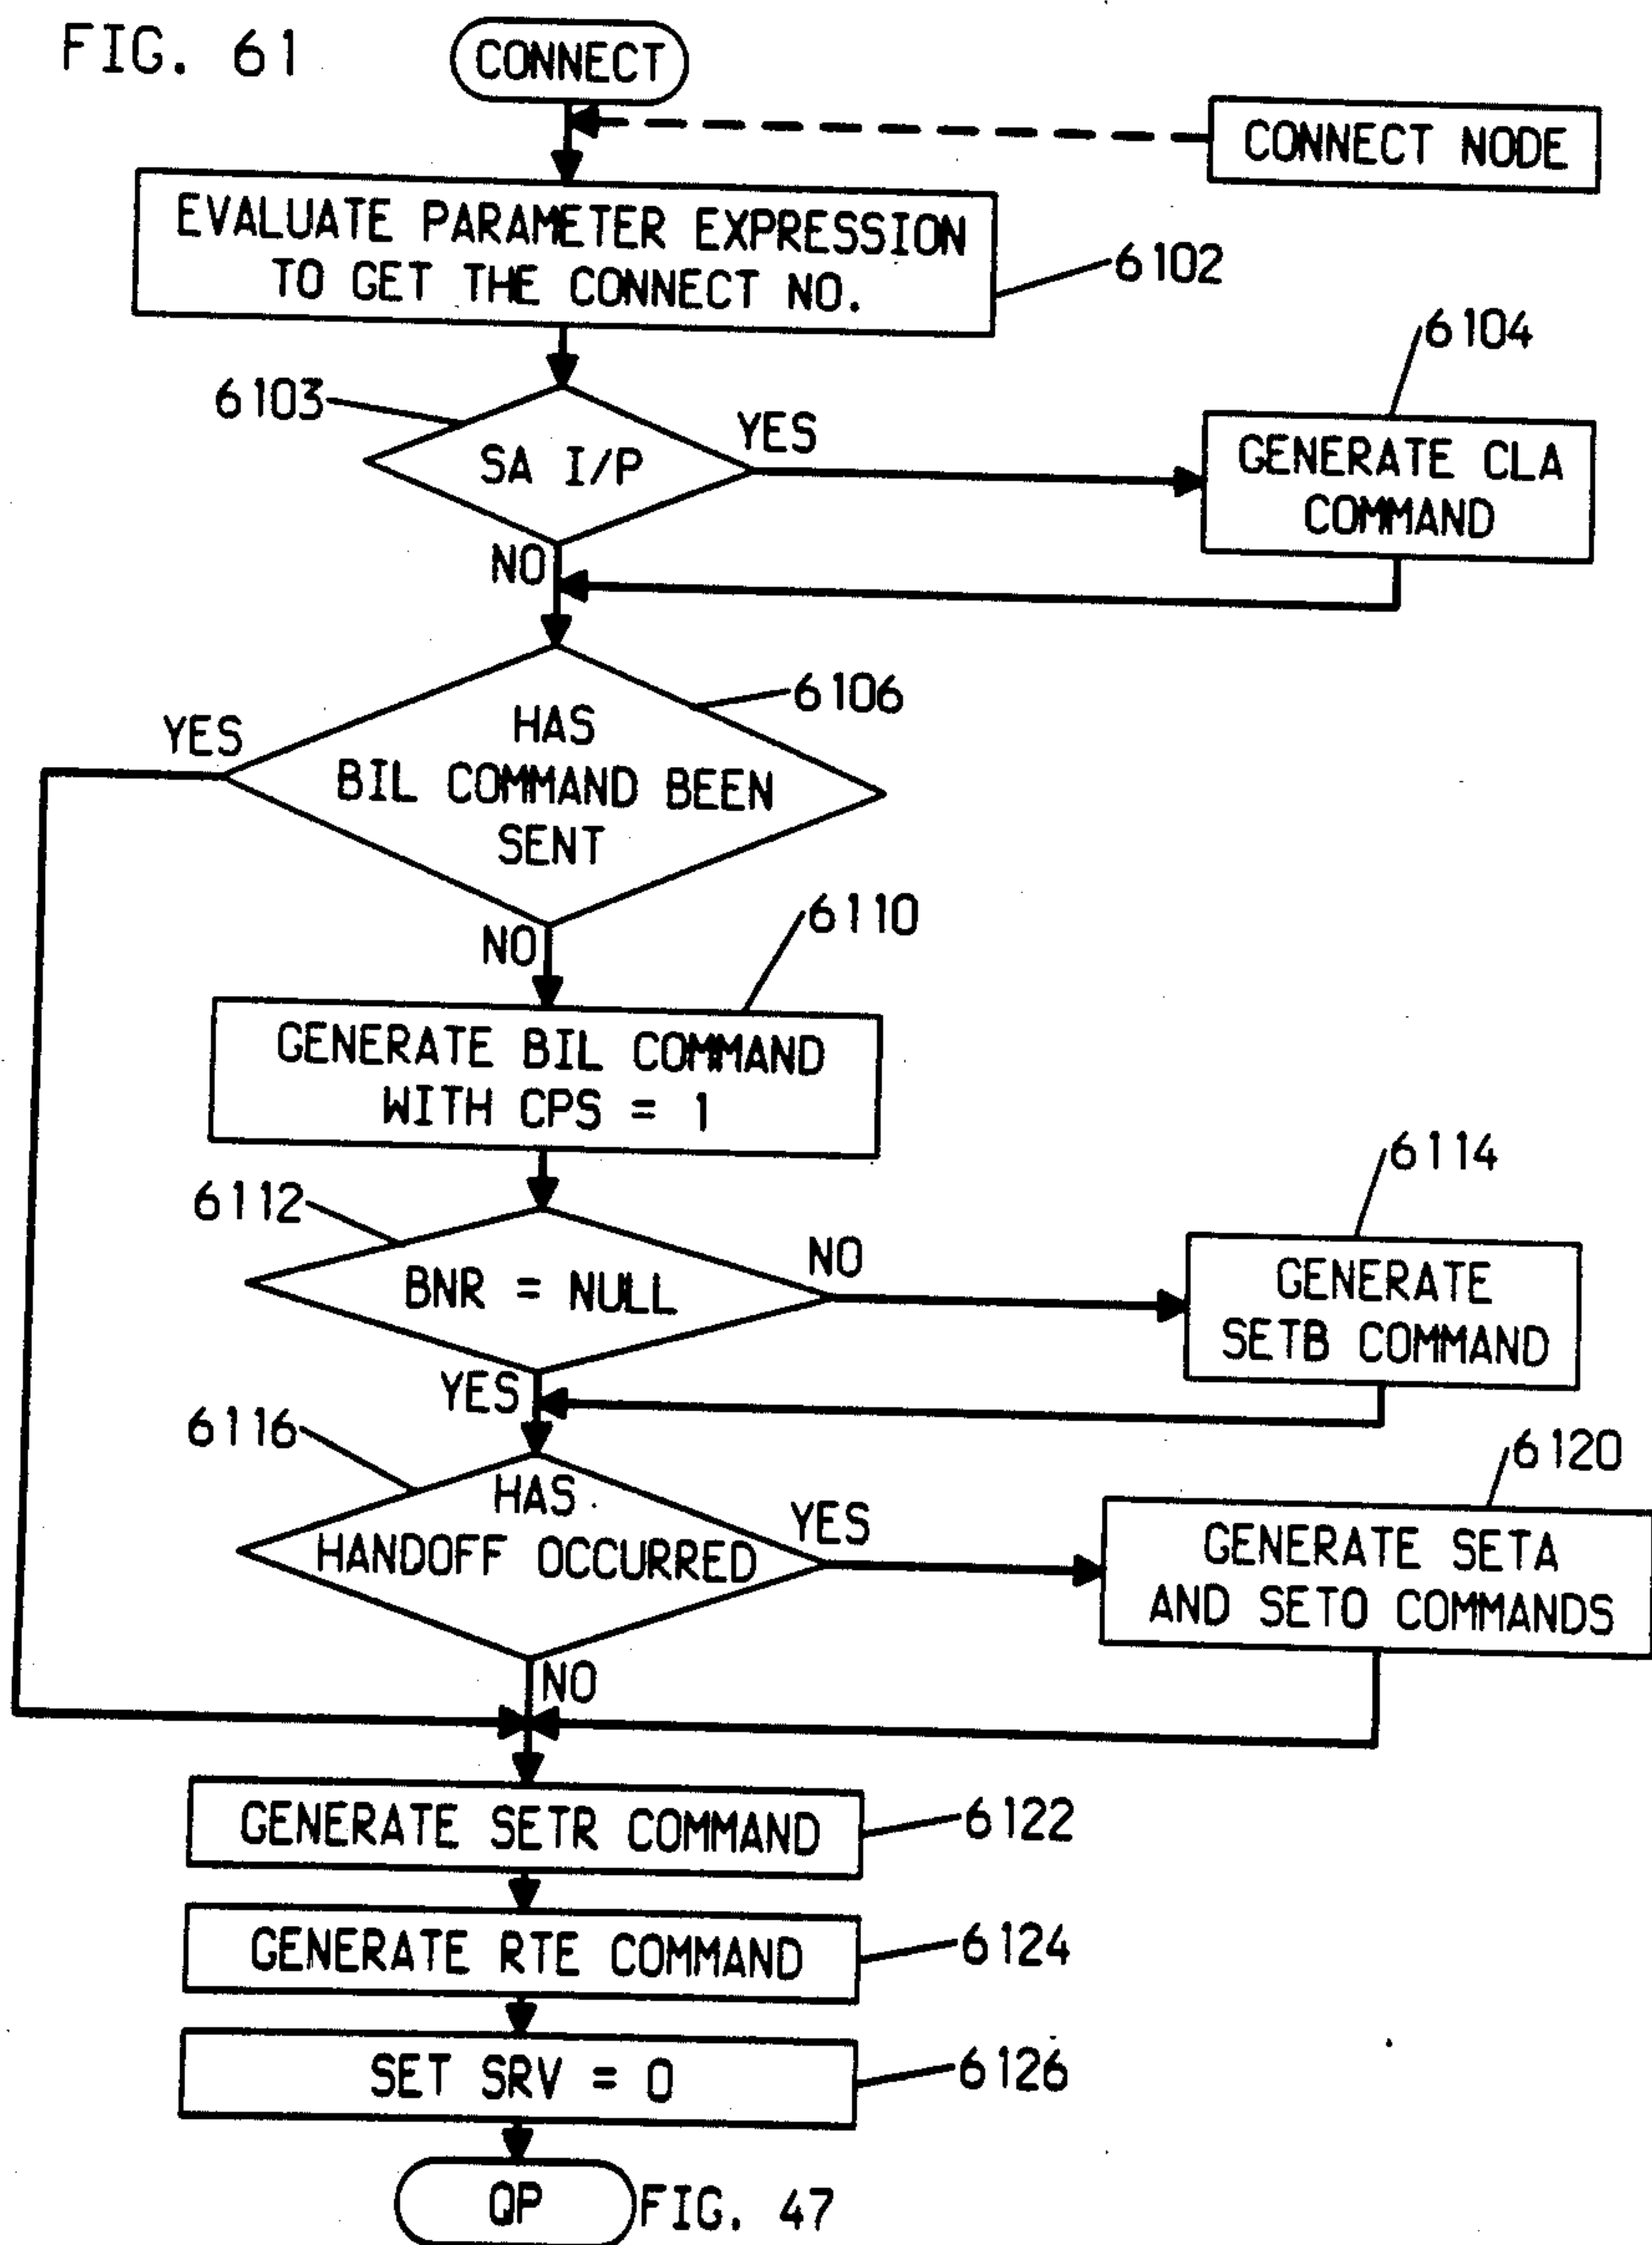 FIG. 61
CONNECT
CONNECT NODE
EVALUATE PARAMETER EXPRESSION
TO GET THE CONNECT NO.
6102
6103
SA I/P
YES
6104
GENERATE CLA
COMMAND
NO
6106
YES
HAS
BIL COMMAND BEEN
SENT
NO
6110
GENERATE BIL COMMAND
WITH CPS = 1
6112
BNR = NULL
NO
6114
GENERATE
SETB COMMAND
YES
6116
HAS
HANDOFF OCCURRED
YES
6120
GENERATE SETA
AND SETO COMMANDS
NO
GENERATE SETR COMMAND
6122
GENERATE RTE COMMAND
6124
SET SRV = 0
6126
QP
FIG. 47